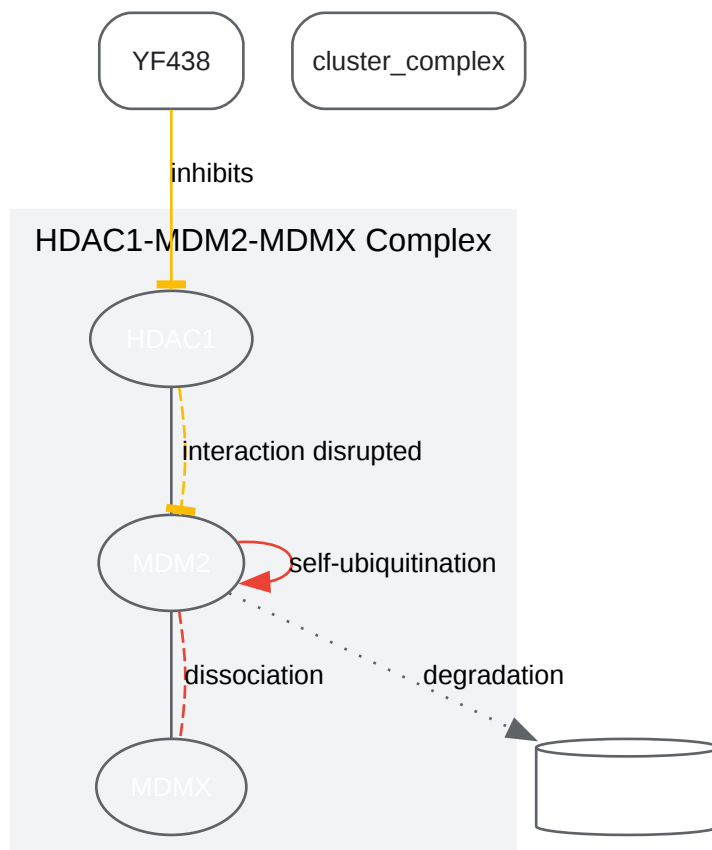 YF438
cluster_complex
inhibits
HDAC1-MDM2-MDMX Complex
HDAC1
interaction disrupted
MDM2
self-ubiquitination
dissociation
degradation
MDMX